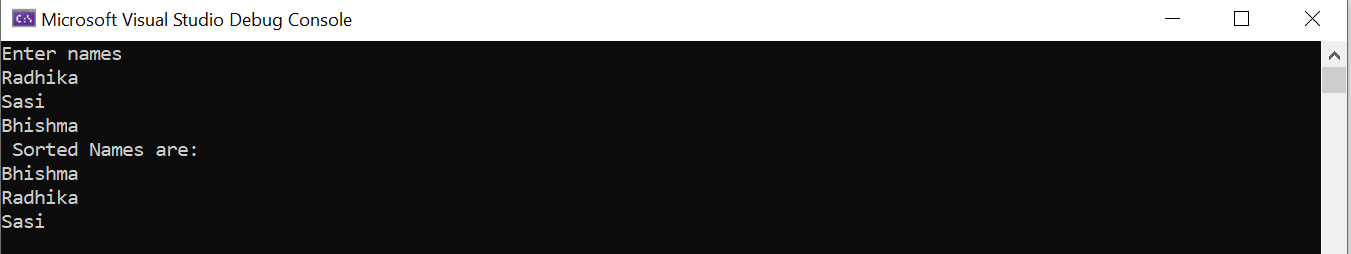 C:\
Microsoft Visual Studio Debug Console
Enter names
Radhika
Sasi
Bhishma
 Sorted Names are:
Bhishma
Radhika
Sasi